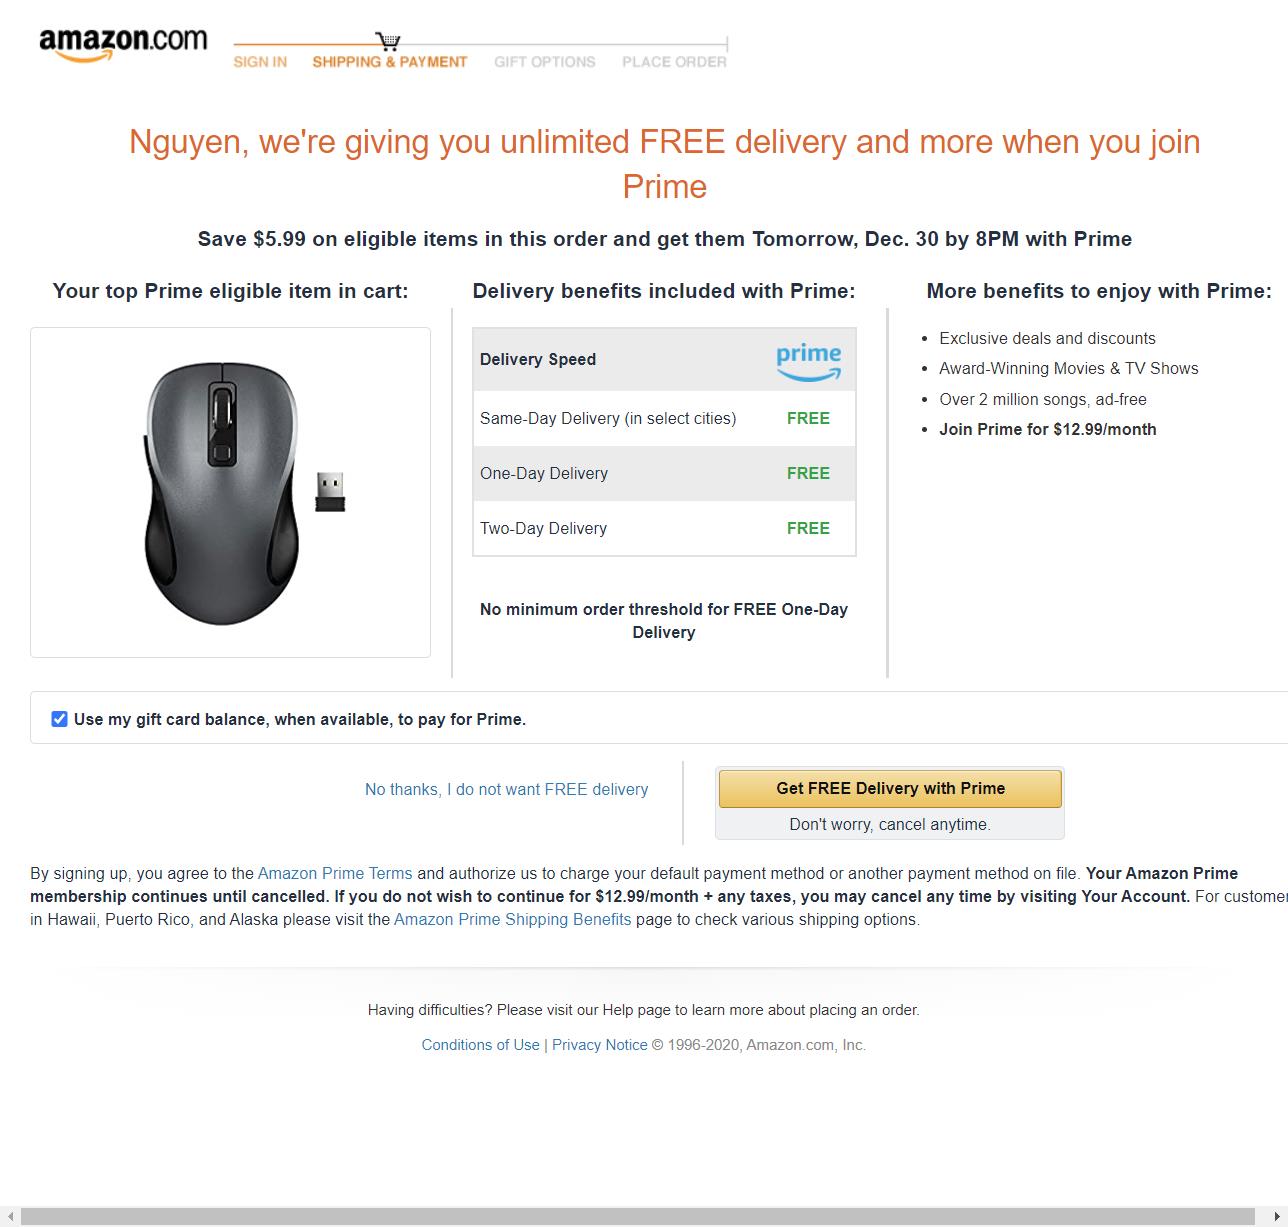 amazon.com
SIGN IN SHIPPING & PAYMENT GIFT OPTIONS PLACE ORDER
Nguyen, we're giving you unlimited FREE delivery and more when you join
Prime
Save $5.99 on eligible items in this order and get them Tomorrow, Dec. 30 by 8PM with Prime
Your top Prime eligible item in cart:
Delivery benefits included with Prime:
Delivery Speed prime
Same-Day Delivery (in select cities) FREE
One-Day Delivery FREE
Two-Day Delivery FREE
No minimum order threshold for FREE One-Day
Delivery
More benefits to enjoy with Prime:
Exclusive deals and discounts
Award-Winning Movies & TV Shows
Over 2 million songs, ad-free
Join Prime for $12.99/month
Use my gift card balance, when available, to pay for Prime.
No thanks, I do not want FREE delivery
Get FREE Delivery with Prime
Don't worry, cancel anytime.
By signing up, you agree to the Amazon Prime Terms and authorize us to charge your default payment method or another payment method on file. Your Amazon Prime
membership continues until cancelled. If you do not wish to continue for $12.99/month + any taxes, you may cancel any time by visiting Your Account. For customer
in Hawaii, Puerto Rico, and Alaska please visit the Amazon Prime Shipping Benefits page to check various shipping options.
Having difficulties? Please visit our Help page to learn more about placing an order.
Conditions of Use | Privacy Notice © 1996-2020, Amazon.com, Inc.